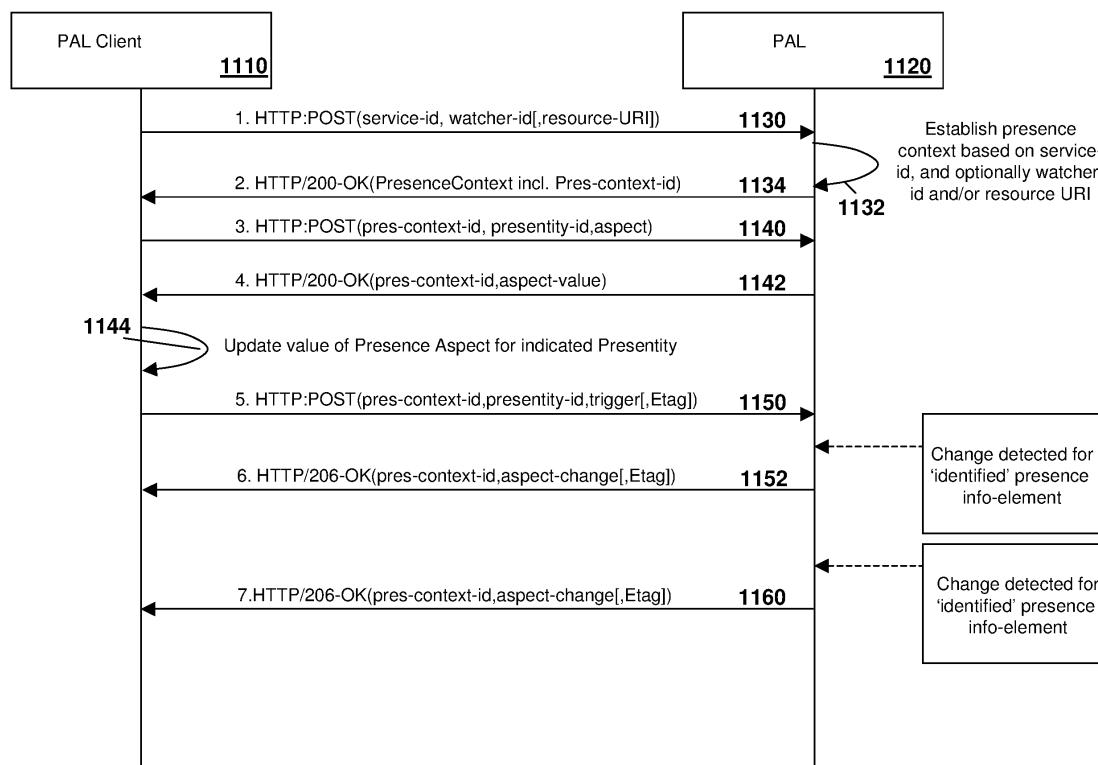 PAL Client
1110
PAL
1120
1. HTTP:POST(service-id, watcher-id[,resource-URI])
1130
Establish presence
context based on service-
id, and optionally watcher
id and/or resource URI
1132
2. HTTP/200-OK(PresenceContext incl. Pres-context-id)
1134
3. HTTP:POST(pres-context-id, presentity-id,aspect)
1140
4. HTTP/200-OK(pres-context-id,aspect-value)
1142
1144
Update value of Presence Aspect for indicated Presentity
5. HTTP:POST(pres-context-id,presentity-id,trigger[,Etag])
1150
Change detected for
'identified' presence
info-element
6. HTTP/206-OK(pres-context-id,aspect-change[,Etag])
1152
Change detected for
'identified' presence
info-element
7.HTTP/206-OK(pres-context-id,aspect-change[,Etag])
1160